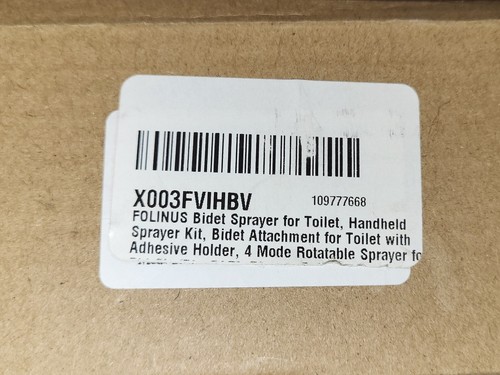 X003FVIHBV 109777668
FOLINUS Bidet Sprayer for Toilet, Handheld
Sprayer Kit, Bidet Attachment for Toilet with
Adhesive Holder, 4 Mode Rotatable Sprayer fo